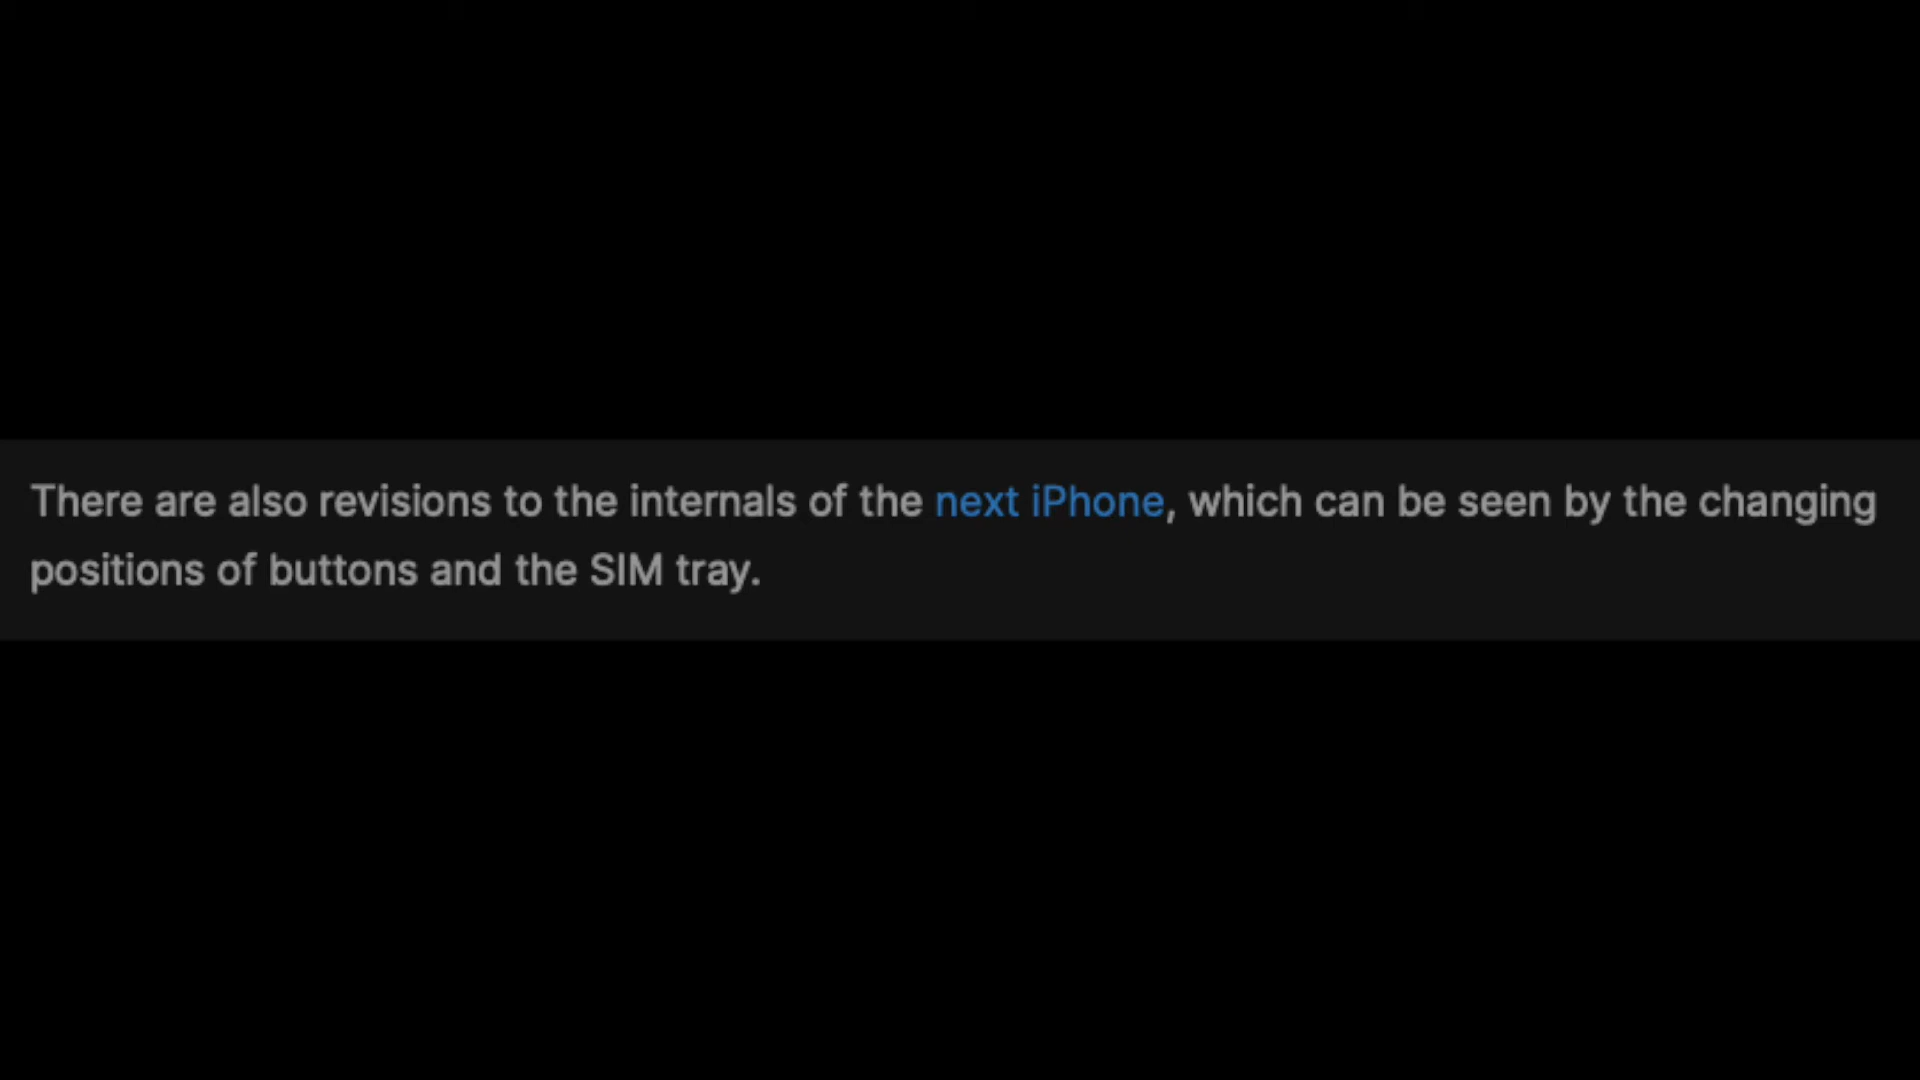 There are also revisions to the internals of the next iPhone, which can be seen by the changing
positions of buttons and the SIM tray.